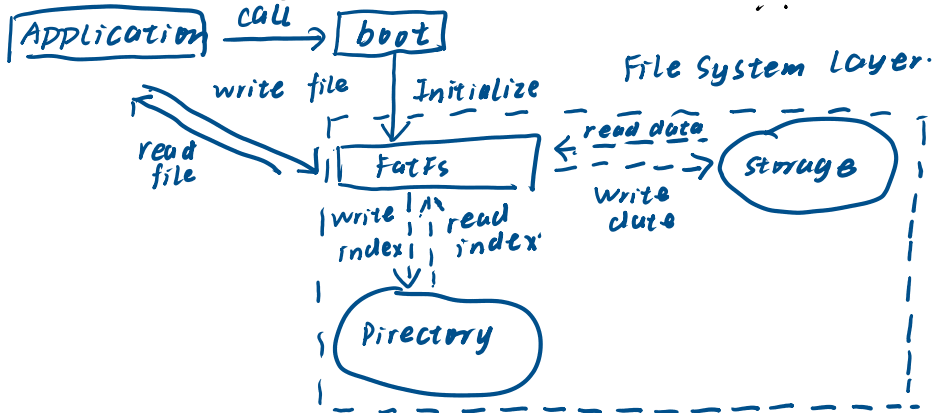 Application
call
boot
write file
Initialize
File System Layer.
read
file
FatFs
read data
write
date
Storage
write
index
read
index
Directory